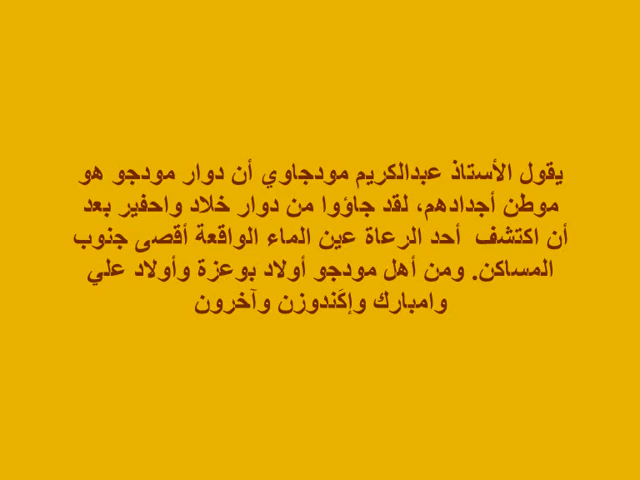 يقول الأستاذ عبدالكريم مودجاوي أن دوار مودجو هو
موطن أجدادهم، لقد جاؤوا من دوار خلاد واحفير بعد
أن اكتشف أحد الرعاة عين الماء الواقعة أقصى جنوب
المساكن. ومن أهل مودجو أولاد بوعزة وأولاد علي
وامبارك وإكَندوزن وآخرون